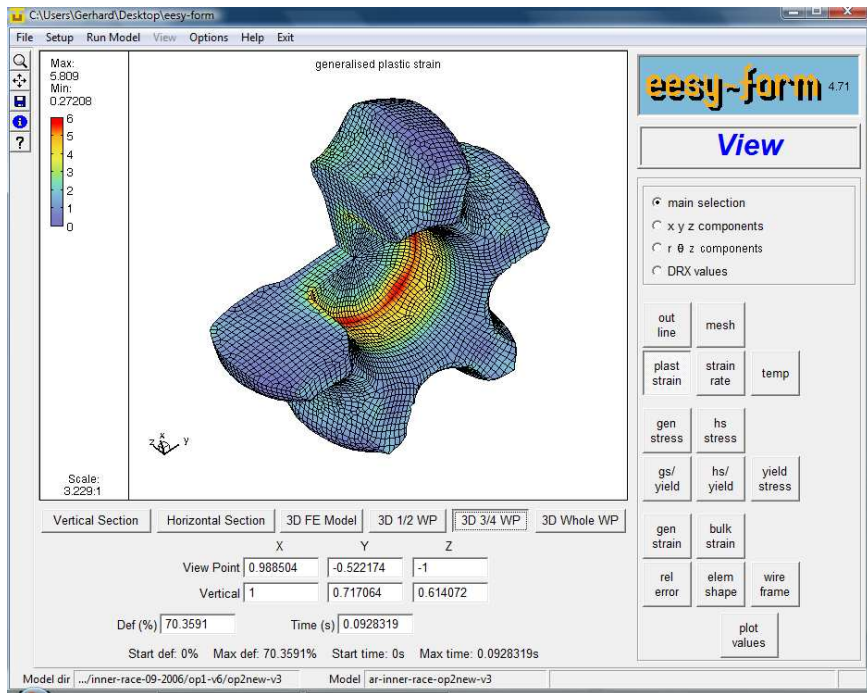 C:\Users\Gerhard\Desktop\eesy-form
File Setup Run Model View Options Help Exit
Max:
5.809
Min:
0.27208
6
5
4
3
2
1
0
generalised plastic strain
x
z y
Scale:
3.229:1
eesy-form 4.71
View
main selection
x y z components
r θ z components
DRX values
out line
mesh
plast strain
strain rate
temp
gen stress
hs stress
gs/ yield
hs/ yield
yield stress
gen strain
bulk strain
rel error
elem shape
wire frame
plot values
Vertical Section Horizontal Section 3D FE Model 3D 1/2 WP 3D 3/4 WP 3D Whole WP
X Y Z
View Point 0.988504 -0.522174 -1
Vertical 1 0.717064 0.614072
Def (%) 70.3591 Time (s) 0.0928319
Start def: 0% Max def: 70.3591% Start time: 0s Max time: 0.0928319s
Model dir .../inner-race-09-2006/op1-v6/op2new-v3 Model ar-inner-race-op2new-v3